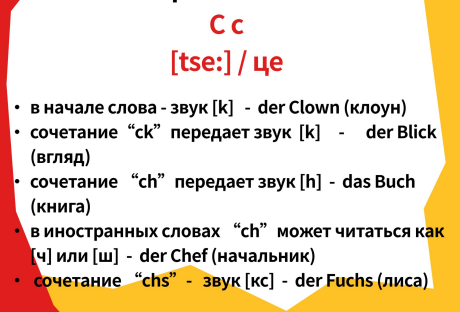 C c
[tse:] / це
• в начале слова - звук [k] - der Clown (клоун)
• сочетание “ck” передает звук [k] - der Blick
(вгляд)
• сочетание “ch” передает звук [h] - das Buch
(книга)
• в иностранных словах “ch” может читаться как
[ч] или [ш] - der Chef (начальник)
• сочетание “chs” - звук [кс] - der Fuchs (лиса)